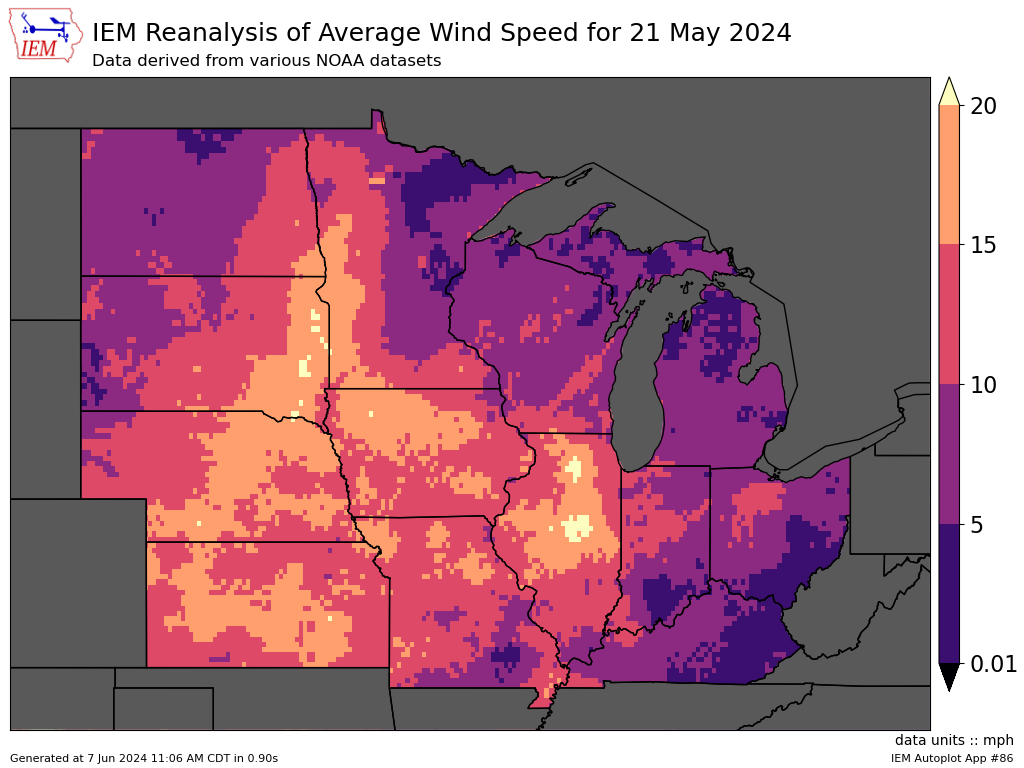 IEM
IEM Reanalysis of Average Wind Speed for 21 May 2024
Data derived from various NOAA datasets
20
15
10
5
0.01
data units :: mph
Generated at 7 Jun 2024 11:06 AM CDT in 0.90s
IEM Autoplot App #86